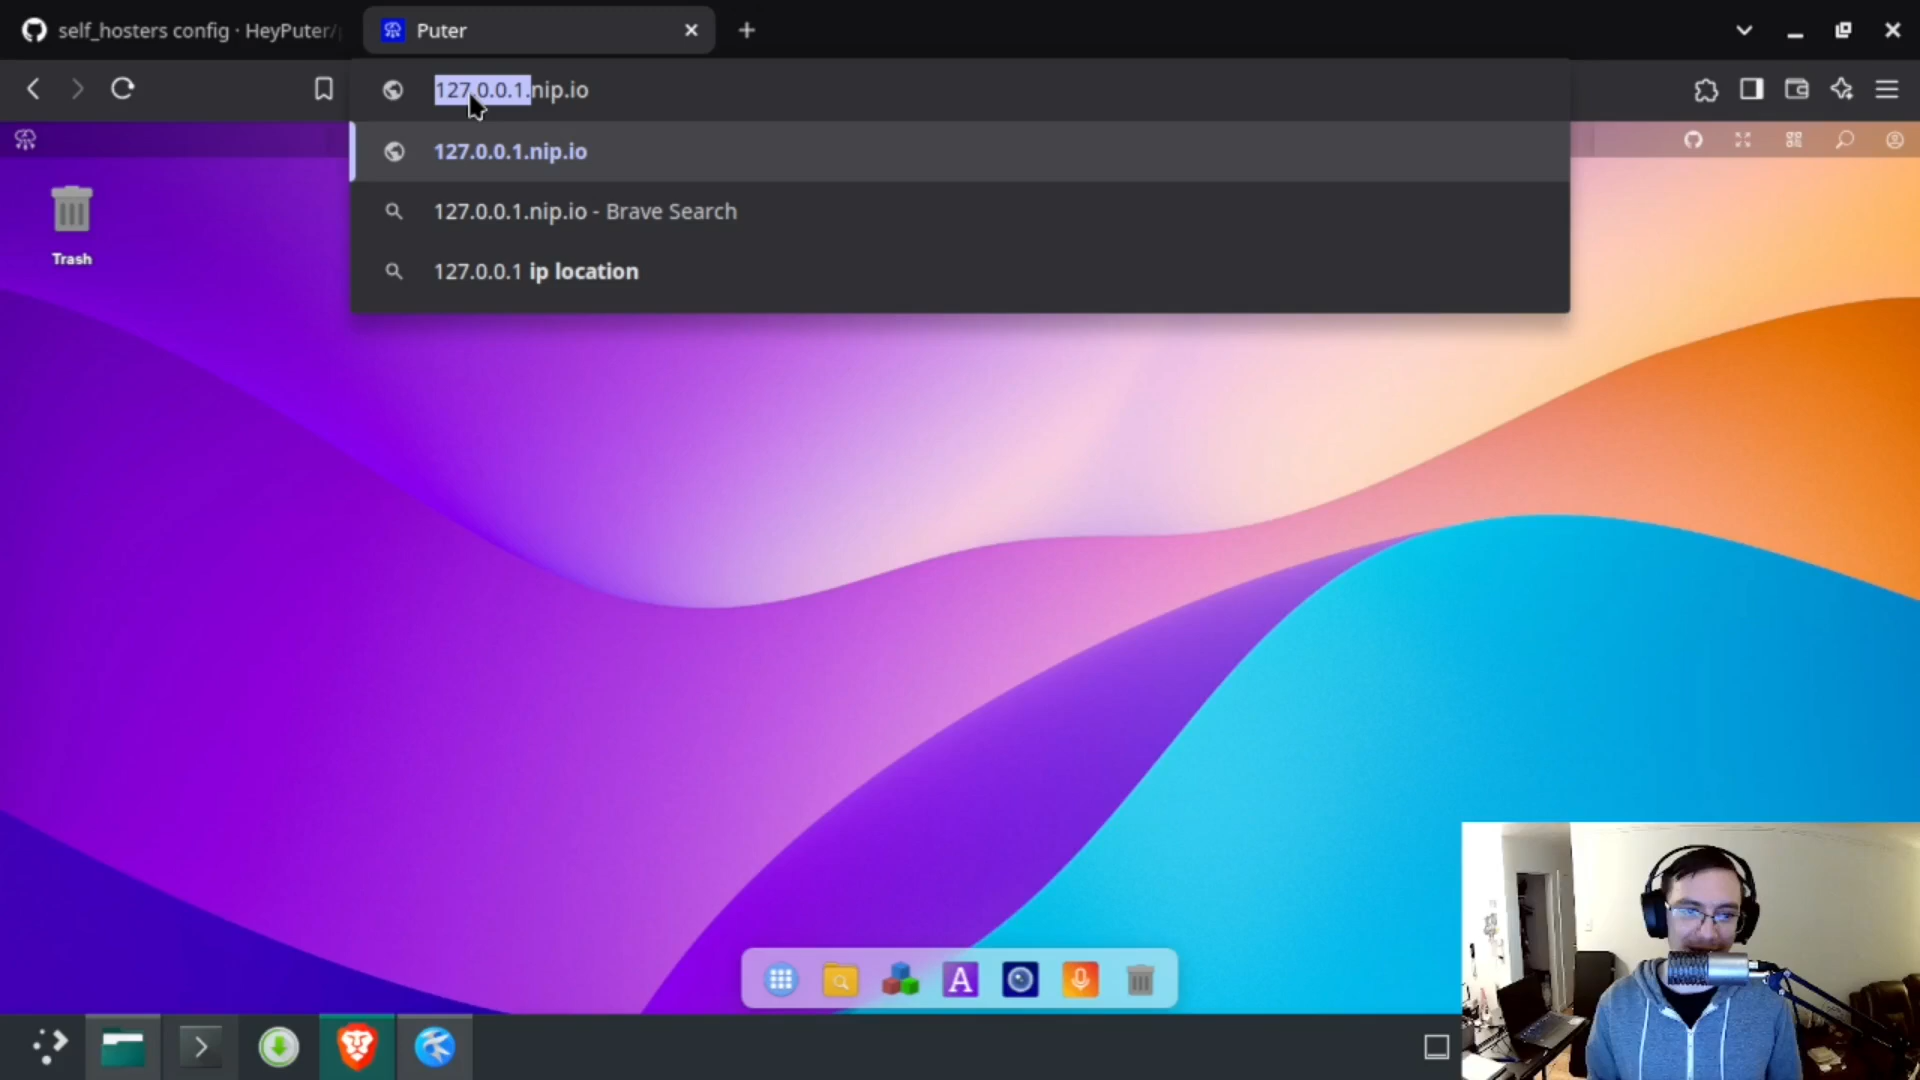 self_hosters config · HeyPuter/
Puter
127.0.0.1.nip.io
127.0.0.1.nip.io
127.0.0.1.nip.io - Brave Search
127.0.0.1 ip location
Trash
A